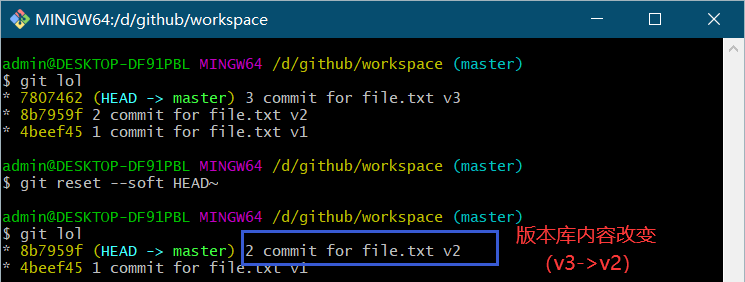 MINGW64:/d/github/workspace
admin@DESKTOP-DF91PBL MINGW64 /d/github/workspace (master)
$ git lol
* 7807462 (HEAD -> master) 3 commit for file.txt v3
* 8b7959f 2 commit for file.txt v2
* 4beef45 1 commit for file.txt v1
admin@DESKTOP-DF91PBL MINGW64 /d/github/workspace (master)
$ git reset --soft HEAD~
admin@DESKTOP-DF91PBL MINGW64 /d/github/workspace (master)
$ git lol
* 8b7959f (HEAD -> master) 2 commit for file.txt v2
* 4beef45 1 commit for file.txt v1
版本库内容改变
（v3->v2）